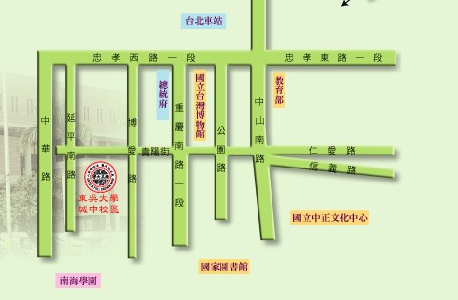 台北車站
忠孝西路一段
忠孝東路一段
總統府
國立台灣博物館
教育部
中華路
延平南路
博愛路
重慶南路一段
公園路
中山南路
貴陽街
仁愛路
信義路
東吳大學
城中校區
國立中正文化中心
國家圖書館
南海學園